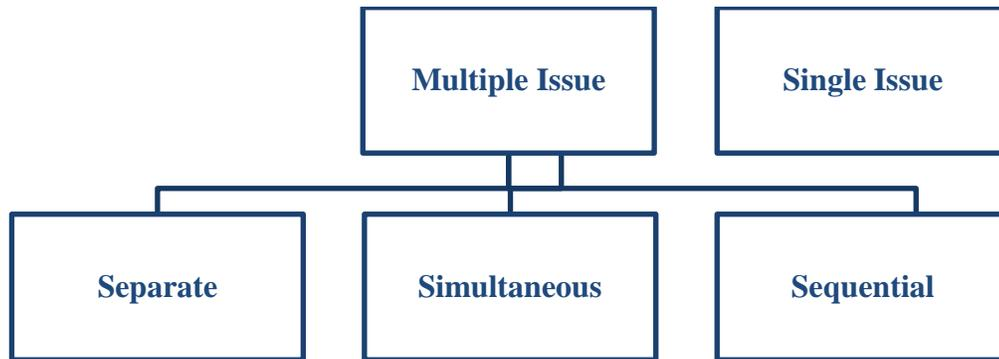 Multiple Issue
Single Issue
Separate
Simultaneous
Sequential